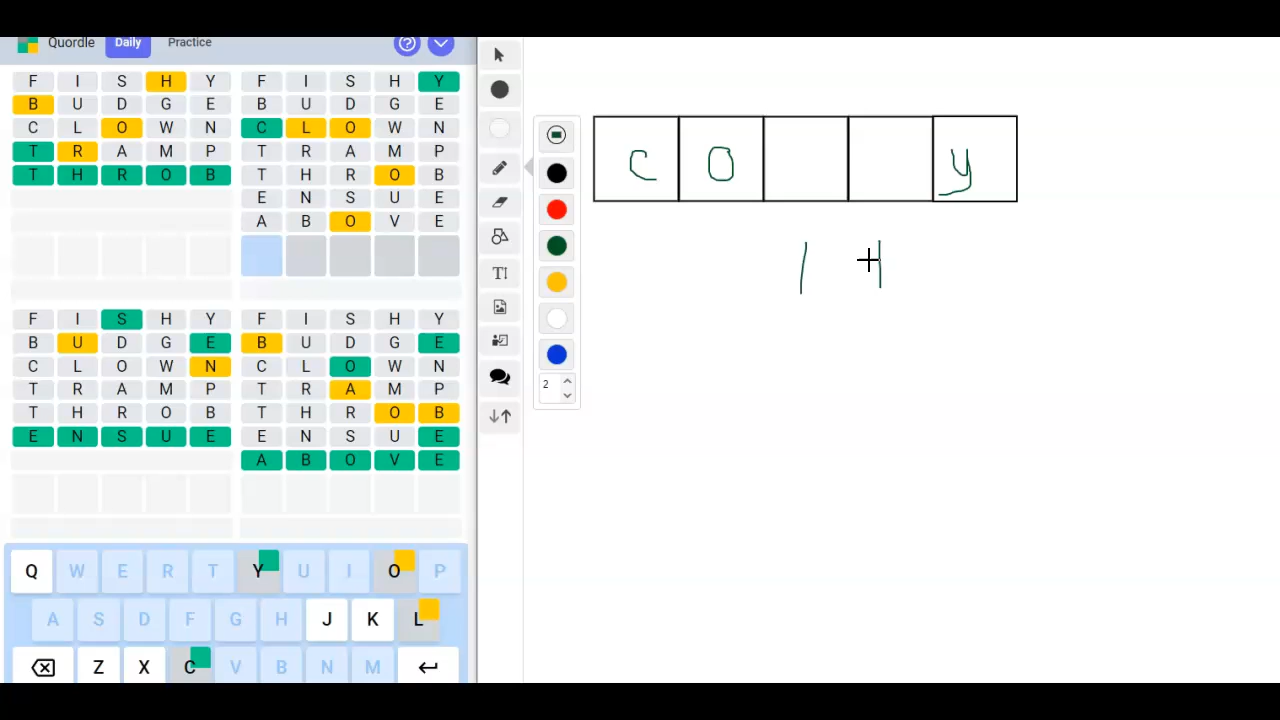 Quordle Daily Practice
F I S H Y F I S H Y
B U D G E B U D G E
C L O W N C L O W N
T R A M P T R A M P
T H R O B T H R O B
E N S U E
A B O V E
F I S H Y F I S H Y
B U D G E B U D G E
C L O W N C L O W N
T R A M P T R A M P
T H R O B T H R O B
E N S U E E N S U E
A B O V E
Q W E R T Y U I O P
A S D F G H J K L
Z X C V B N M
C O y
T
2